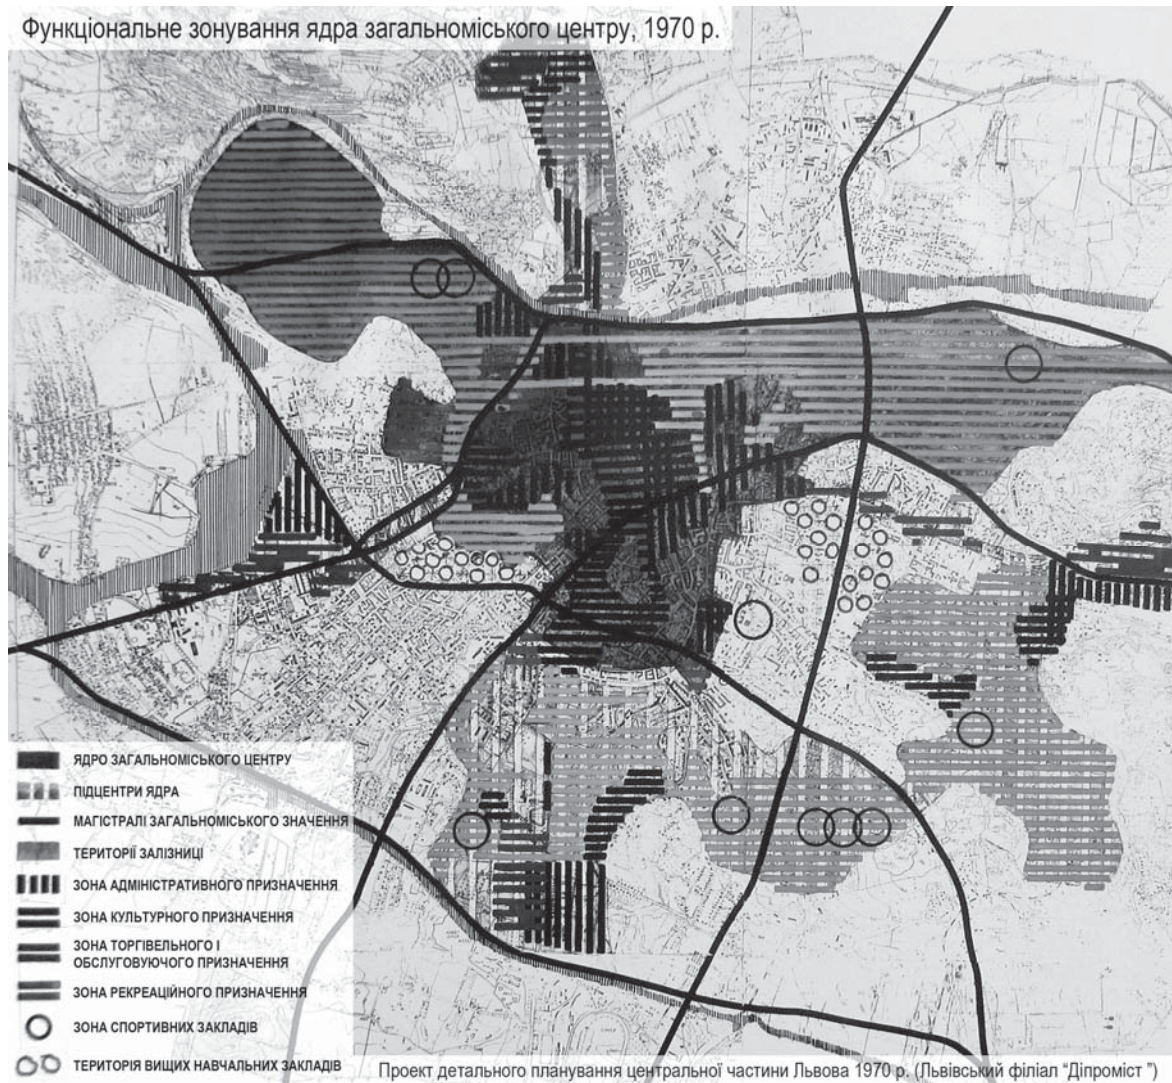 Функціональне зонування ядра загальноміського центру, 1970 р.
ЯДРО ЗАГАЛЬНОМІСЬКОГО ЦЕНТРУ
ПІДЦЕНТРИ ЯДРА
МАГІСТРАЛІ ЗАГАЛЬНОМІСЬКОГО ЗНАЧЕННЯ
ТЕРИТОРІЇ ЗАЛІЗНИЦІ
ЗОНА АДМІНІСТРАТИВНОГО ПРИЗНАЧЕННЯ
ЗОНА КУЛЬТУРНОГО ПРИЗНАЧЕННЯ
ЗОНА ТОРГІВЕЛЬНОГО І
ОБСЛУГОВУЮЧОГО ПРИЗНАЧЕННЯ
ЗОНА РЕКРЕАЦІЙНОГО ПРИЗНАЧЕННЯ
ЗОНА СПОРТИВНИХ ЗАКЛАДІВ
ТЕРИТОРІЯ ВИЩИХ НАВЧАЛЬНИХ ЗАКЛАДІВ
Проект детального планування центральної частини Львова 1970 р. (Львівський філіал “Діпроміст ”)